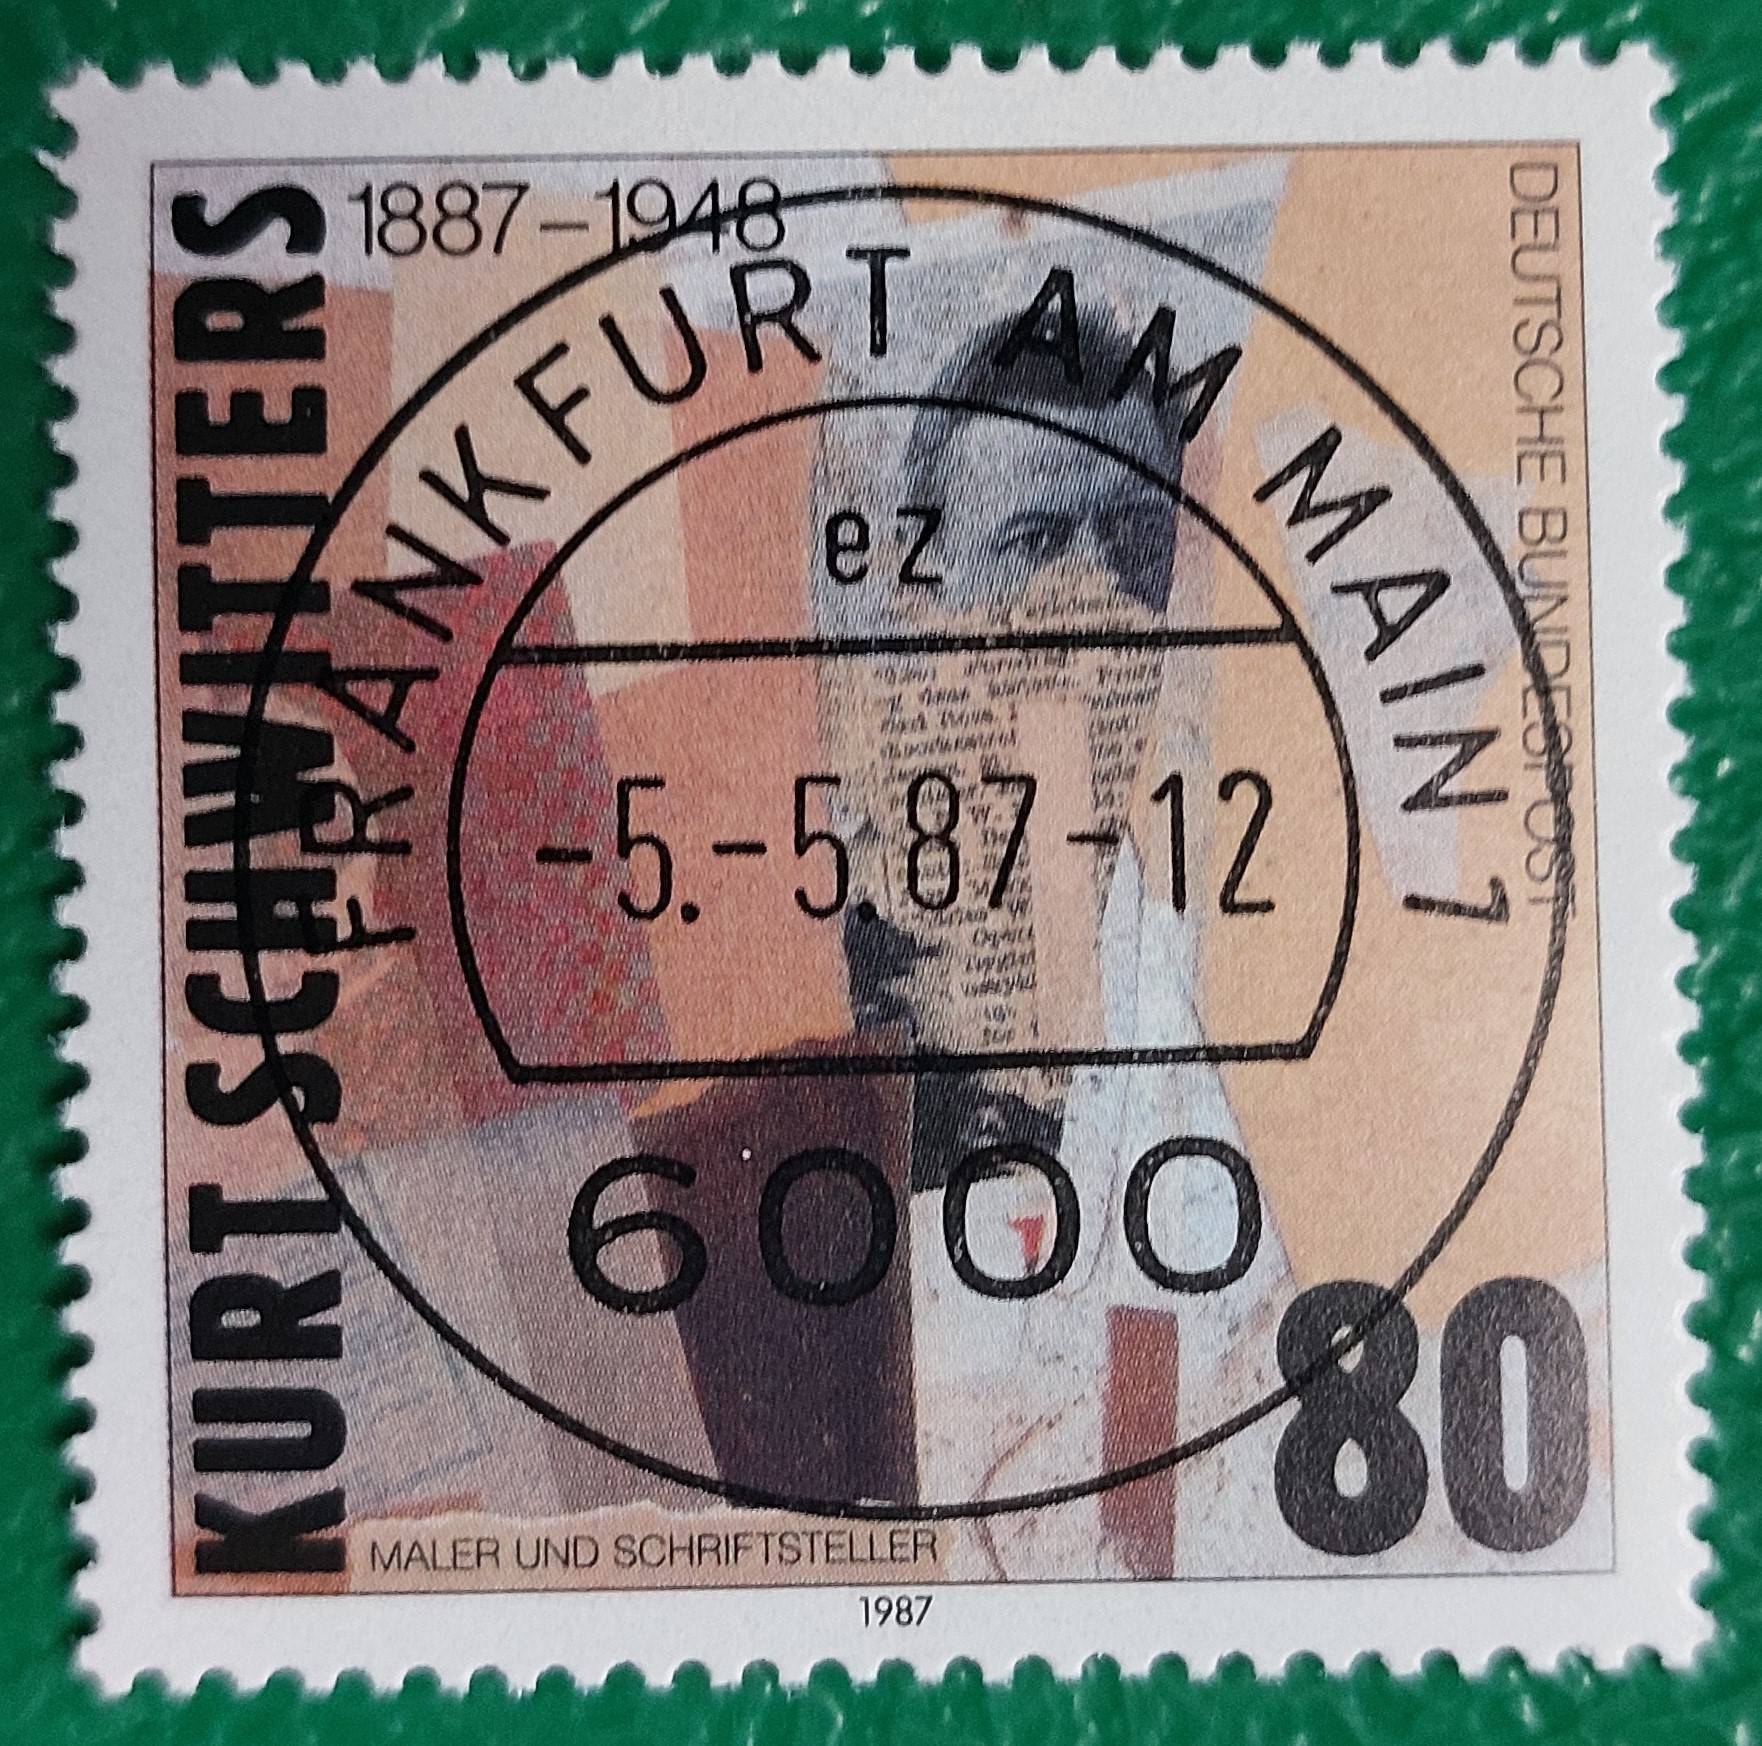 KURT SCHWITTERS
1887–1948
DEUTSCHE BUNDESPOST
FRANKFURT AM MAIN 1
ez
-5.-5.87-12
6000
80
MALER UND SCHRIFTSTELLER
1987